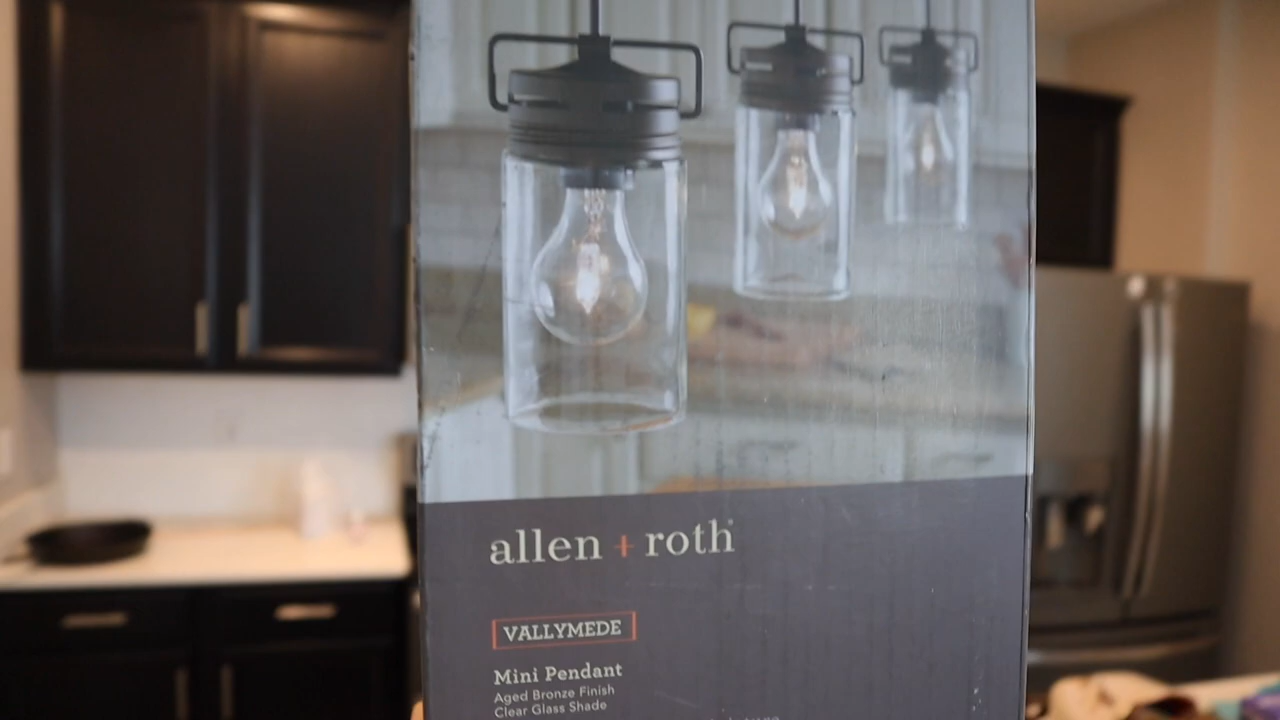 allen + roth®
VALLYMEDE
Mini Pendant
Aged Bronze Finish
Clear Glass Shade